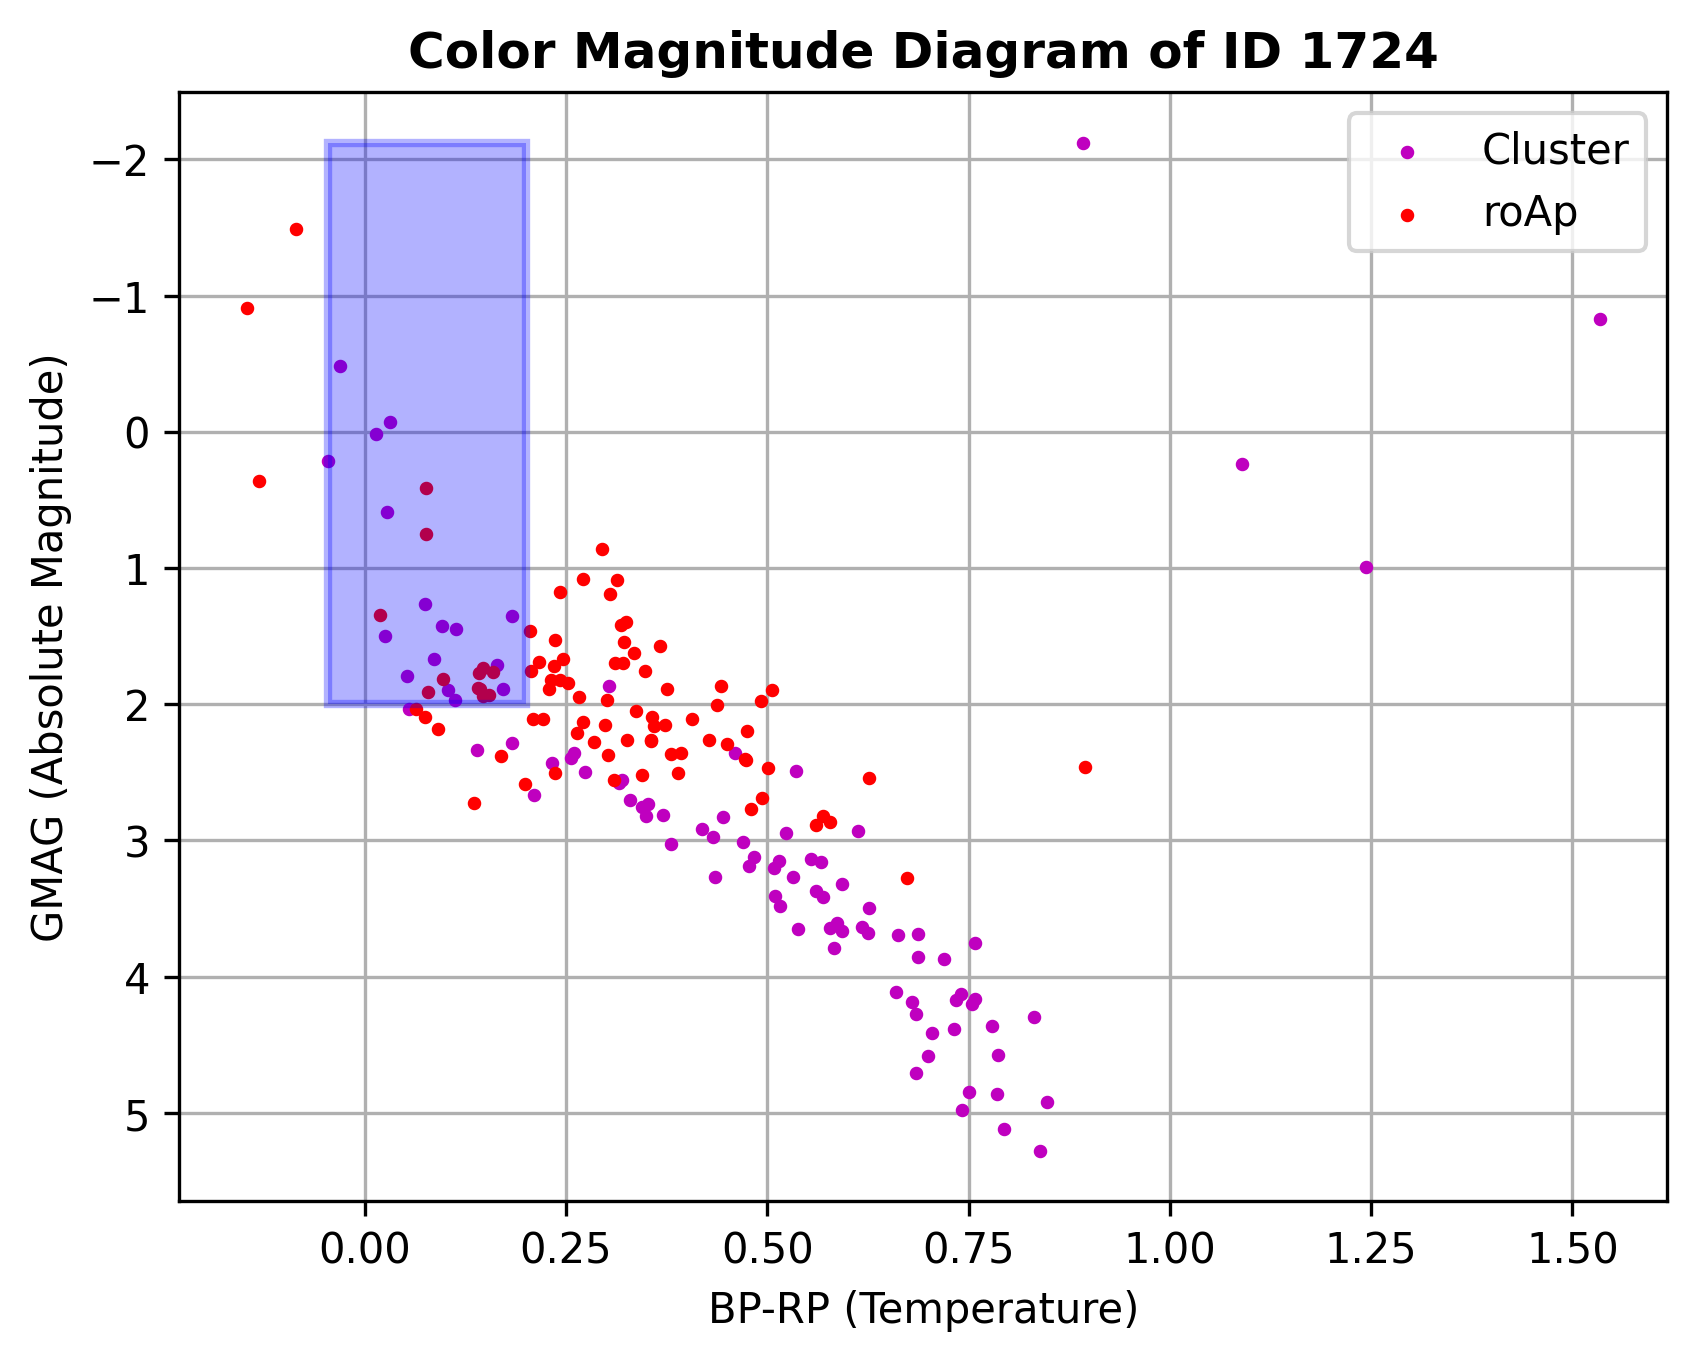 Color Magnitude Diagram of ID 1724
Cluster
roAp
GMAG (Absolute Magnitude)
−2
−1
0
1
2
3
4
5
0.00 0.25 0.50 0.75 1.00 1.25 1.50
BP-RP (Temperature)